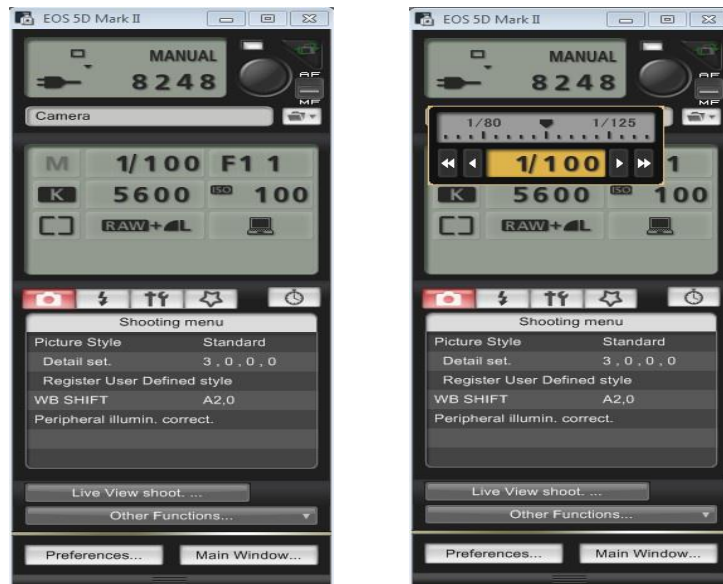 EOS 5D Mark II
MANUAL
8248
AF
MF
Camera
M 1/100 F1 1
K 5600 ISO 100
RAW+L
Shooting menu
Picture Style Standard
Detail set. 3,0,0,0
Register User Defined style
WB SHIFT A2,0
Peripheral illumin. correct.
Live View shoot. ...
Other Functions...
Preferences... Main Window...
EOS 5D Mark II
MANUAL
8248
AF
MF
1/80 1/125
1/100 1
K 5600 ISO 100
RAW+L
Shooting menu
Picture Style Standard
Detail set. 3,0,0,0
Register User Defined style
WB SHIFT A2,0
Peripheral illumin. correct.
Live View shoot. ...
Other Functions...
Preferences... Main Window...